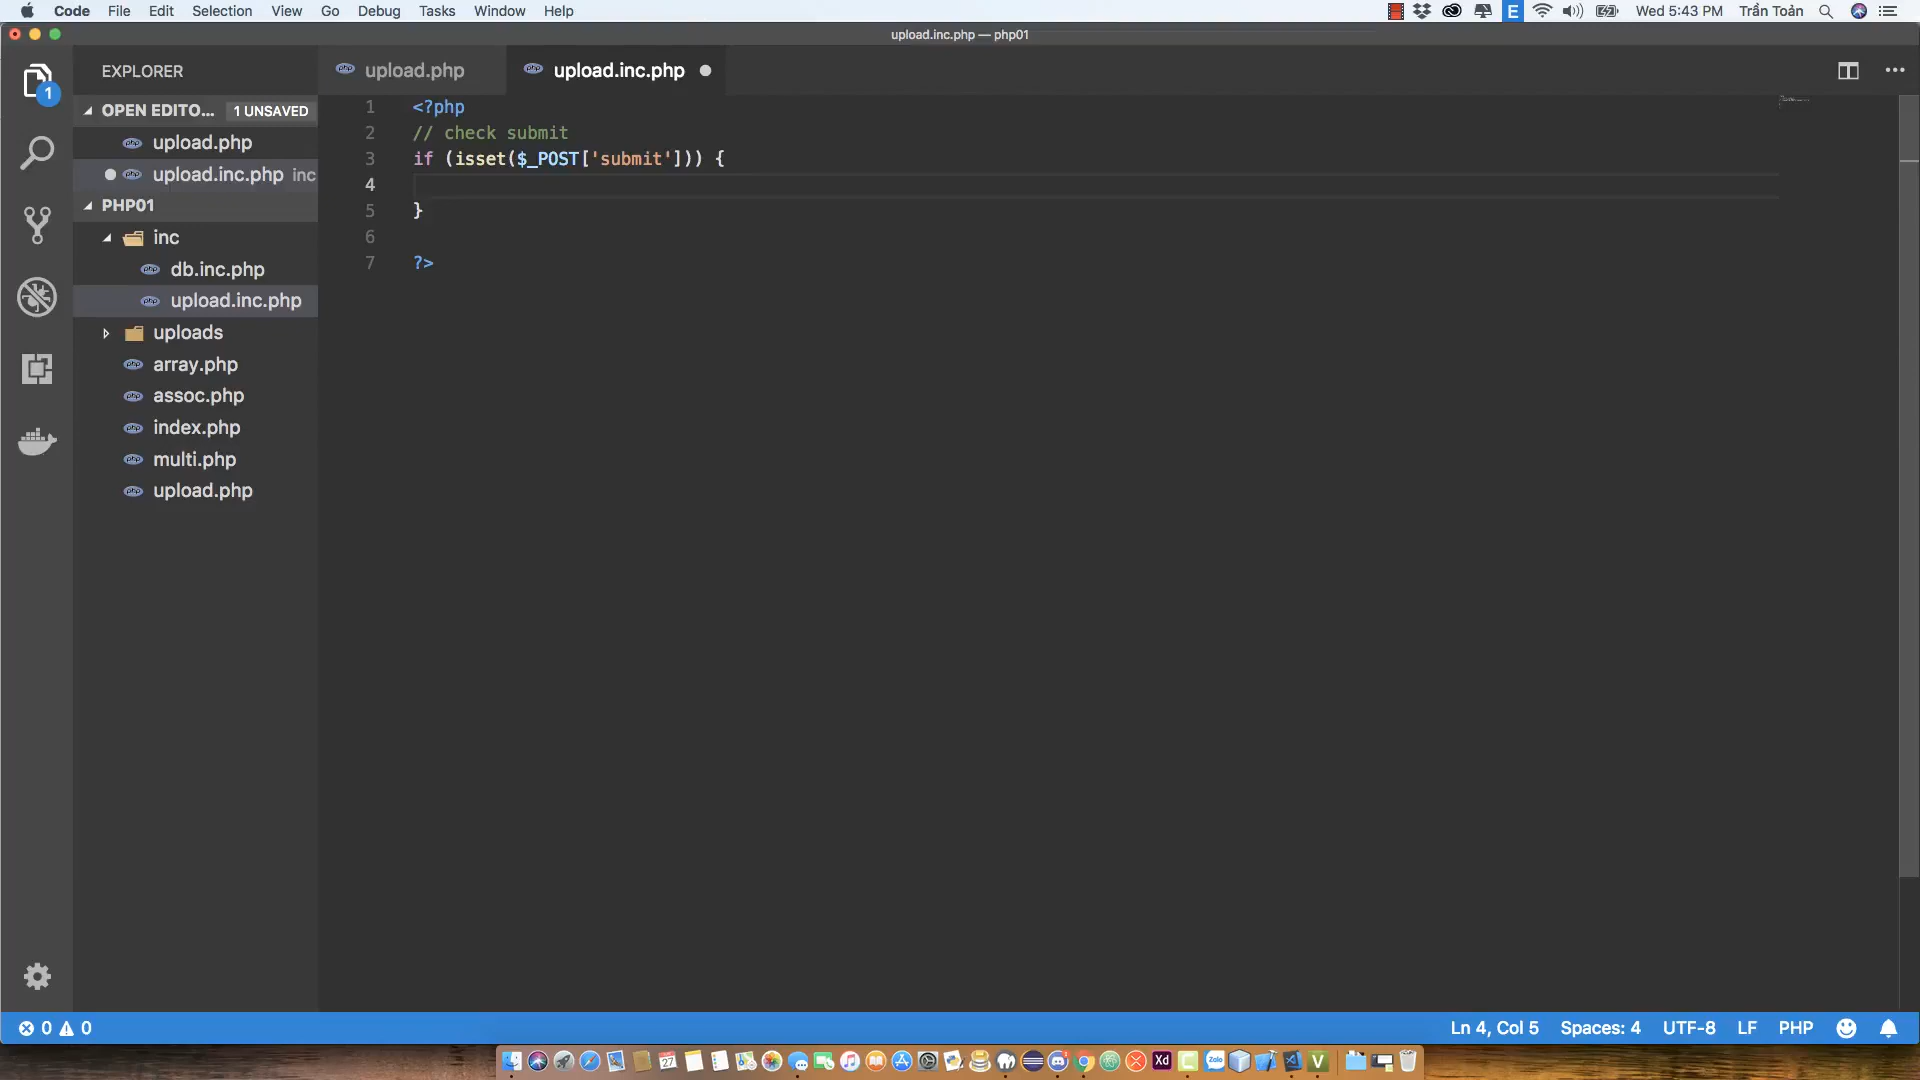 Code File Edit Selection View Go Debug Tasks Window Help
E Wed 5:43 PM Trần Toản
upload.inc.php — php01
EXPLORER
OPEN EDITO... 1 UNSAVED
upload.php
upload.inc.php inc
PHP01
inc
db.inc.php
upload.inc.php
uploads
array.php
assoc.php
index.php
multi.php
upload.php
1
upload.php upload.inc.php
1 <?php
2 // check submit
3 if (isset($_POST['submit'])) {
4
5 }
6
7 ?>
0 0 Ln 4, Col 5 Spaces: 4 UTF-8 LF PHP
27 Xd Zalo V